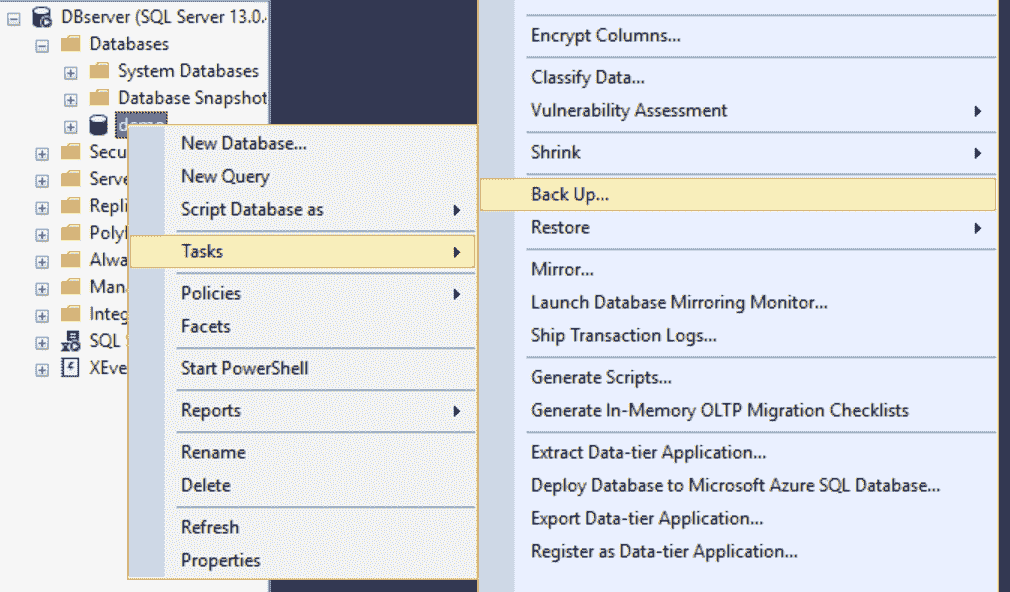 DBserver (SQL Server 13.0.
Databases
System Databases
Database Snapshot
demo
Secu
Serve
Repli
Poly
Alwa
Man
Integ
SQL
XEve
New Database...
New Query
Script Database as
Tasks
Policies
Facets
Start PowerShell
Reports
Rename
Delete
Refresh
Properties
Encrypt Columns...
Classify Data...
Vulnerability Assessment
Shrink
Back Up...
Restore
Mirror...
Launch Database Mirroring Monitor...
Ship Transaction Logs...
Generate Scripts...
Generate In-Memory OLTP Migration Checklists
Extract Data-tier Application...
Deploy Database to Microsoft Azure SQL Database...
Export Data-tier Application...
Register as Data-tier Application...